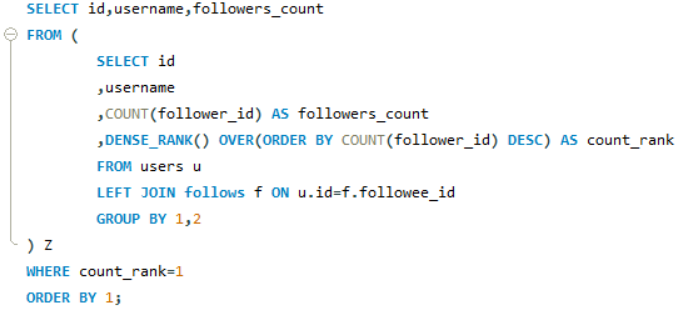 SELECT id,username,followers_count
FROM (
SELECT id
,username
,COUNT(follower_id) AS followers_count
,DENSE_RANK() OVER(ORDER BY COUNT(follower_id) DESC) AS count_rank
FROM users u
LEFT JOIN follows f ON u.id=f.followee_id
GROUP BY 1,2
) Z
WHERE count_rank=1
ORDER BY 1;